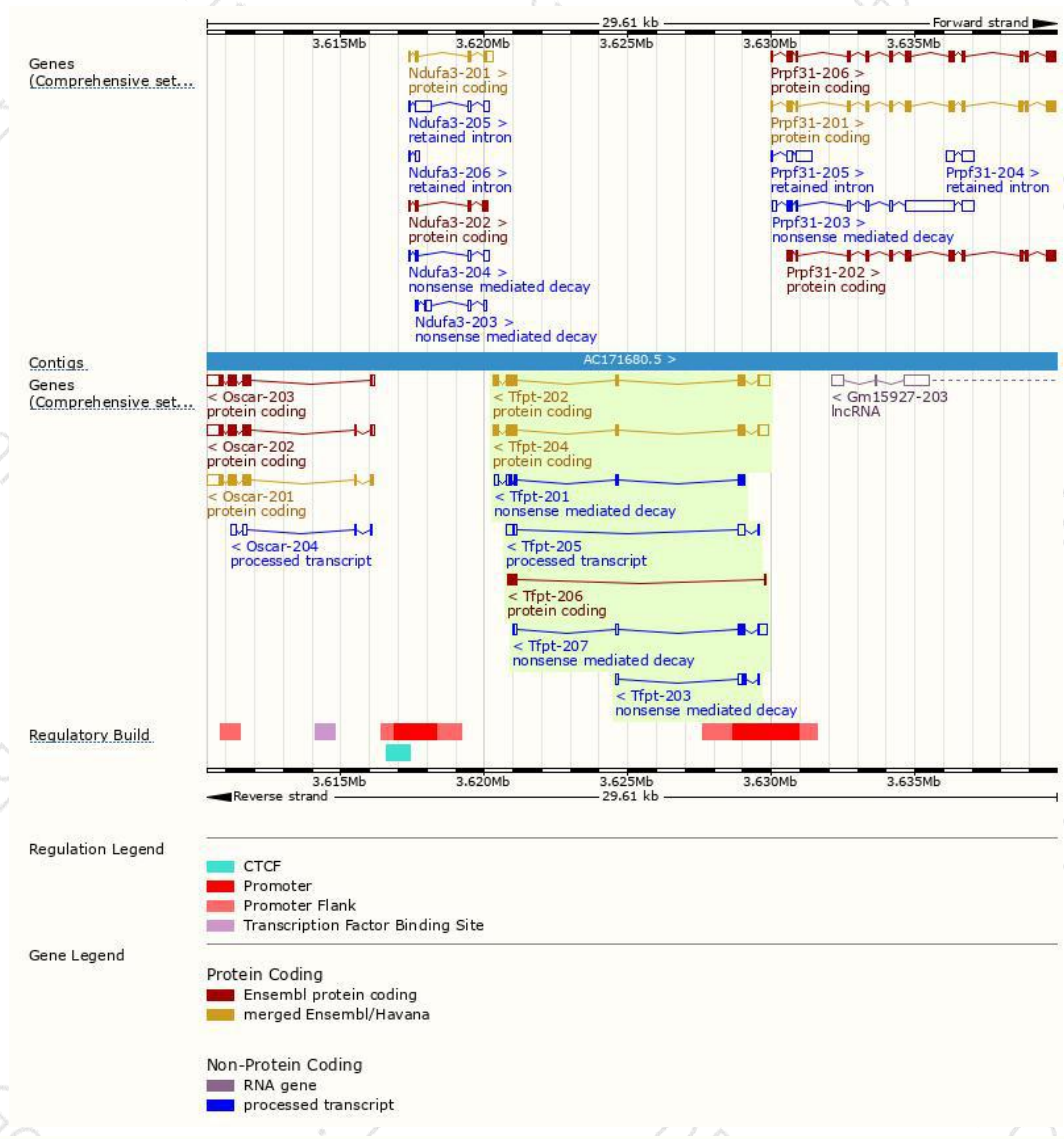 29.61 kb
Forward strand
3.615Mb 3.620Mb 3.625Mb 3.630Mb 3.635Mb
Genes
(Comprehensive set...
Ndufa3-201 >
protein coding
Prpf31-206 >
protein coding
Ndufa3-205 >
retained intron
Prpf31-201 >
protein coding
Ndufa3-206 >
retained intron
Prpf31-205 >
retained intron
Prpf31-204 >
retained intron
Ndufa3-202 >
protein coding
Prpf31-203 >
nonsense mediated decay
Ndufa3-204 >
nonsense mediated decay
Prpf31-202 >
protein coding
Ndufa3-203 >
nonsense mediated decay
Contigs
AC171680.5 >
Genes
(Comprehensive set...
< Oscar-203
protein coding
< Tfpt-202
protein coding
< Gm15927-203
lncRNA
< Oscar-202
protein coding
< Tfpt-204
protein coding
< Oscar-201
protein coding
< Tfpt-201
nonsense mediated decay
< Oscar-204
processed transcript
< Tfpt-205
processed transcript
< Tfpt-206
protein coding
< Tfpt-207
nonsense mediated decay
< Tfpt-203
nonsense mediated decay
Regulatory Build
3.615Mb 3.620Mb 3.625Mb 3.630Mb 3.635Mb
Reverse strand
29.61 kb
Regulation Legend
CTCF
Promoter
Promoter Flank
Transcription Factor Binding Site
Gene Legend
Protein Coding
Ensembl protein coding
merged Ensembl/Havana
Non-Protein Coding
RNA gene
processed transcript